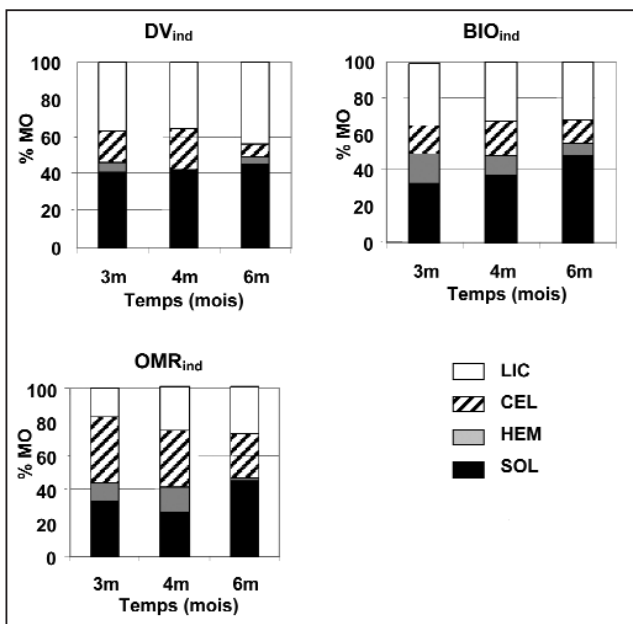 DVind
100
80
60
40
20
0
% MO
3m 4m 6m
Temps (mois)
BIOind
100
80
60
40
20
0
% MO
3m 4m 6m
Temps (mois)
OMRind
100
80
60
40
20
0
% MO
3m 4m 6m
Temps (mois)
LIC
CEL
HEM
SOL